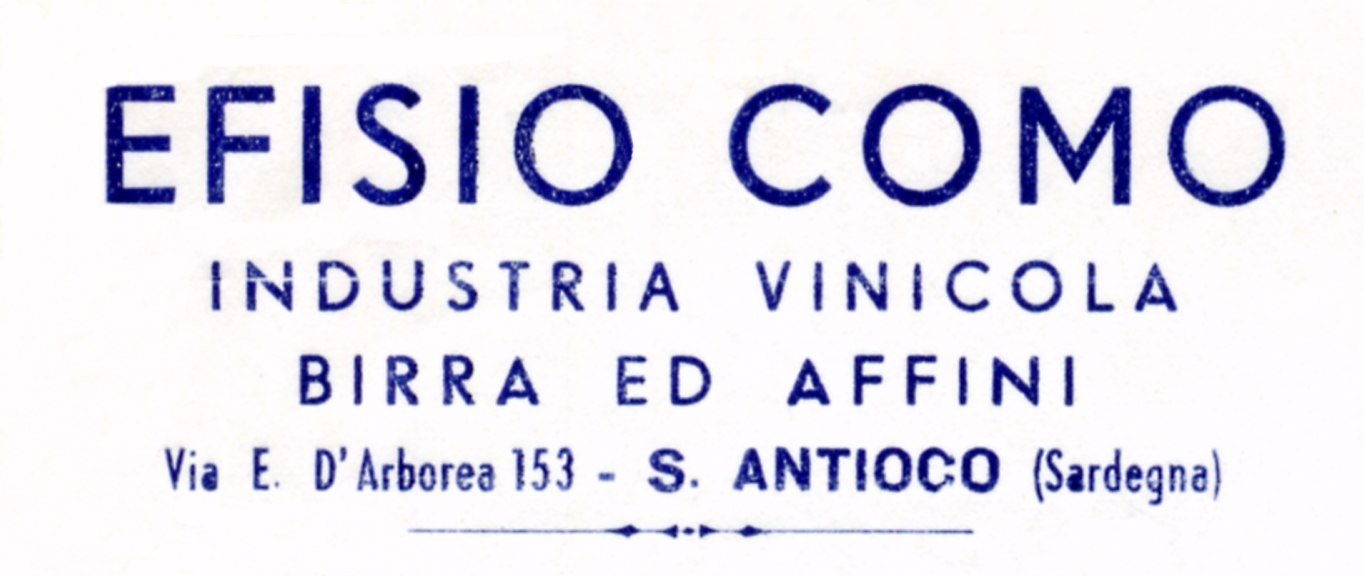 EFISIO COMO
INDUSTRIA VINICOLA
BIRRA ED AFFINI
Via E. D'Arborea 153 - S. ANTIOCO (Sardegna)